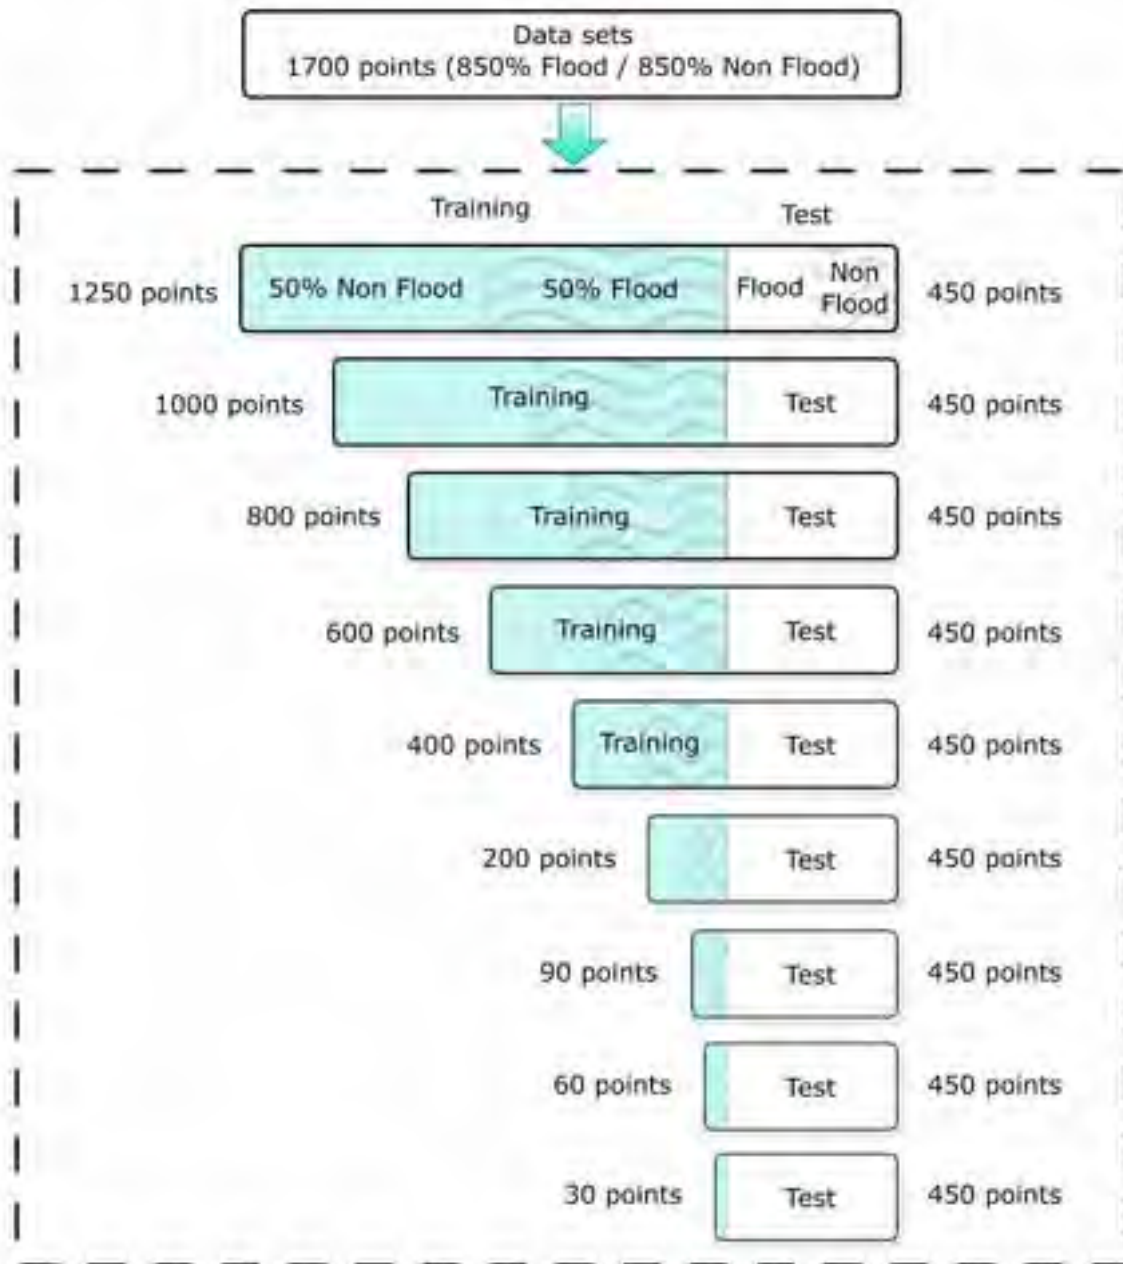 Data sets
1700 points (850% Flood / 850% Non Flood)
Training
Test
1250 points
50% Non Flood
50% Flood
Flood
Non
Flood
450 points
1000 points
Training
Test
450 points
800 points
Training
Test
450 points
600 points
Training
Test
450 points
400 points
Training
Test
450 points
200 points
Test
450 points
90 points
Test
450 points
60 points
Test
450 points
30 points
Test
450 points